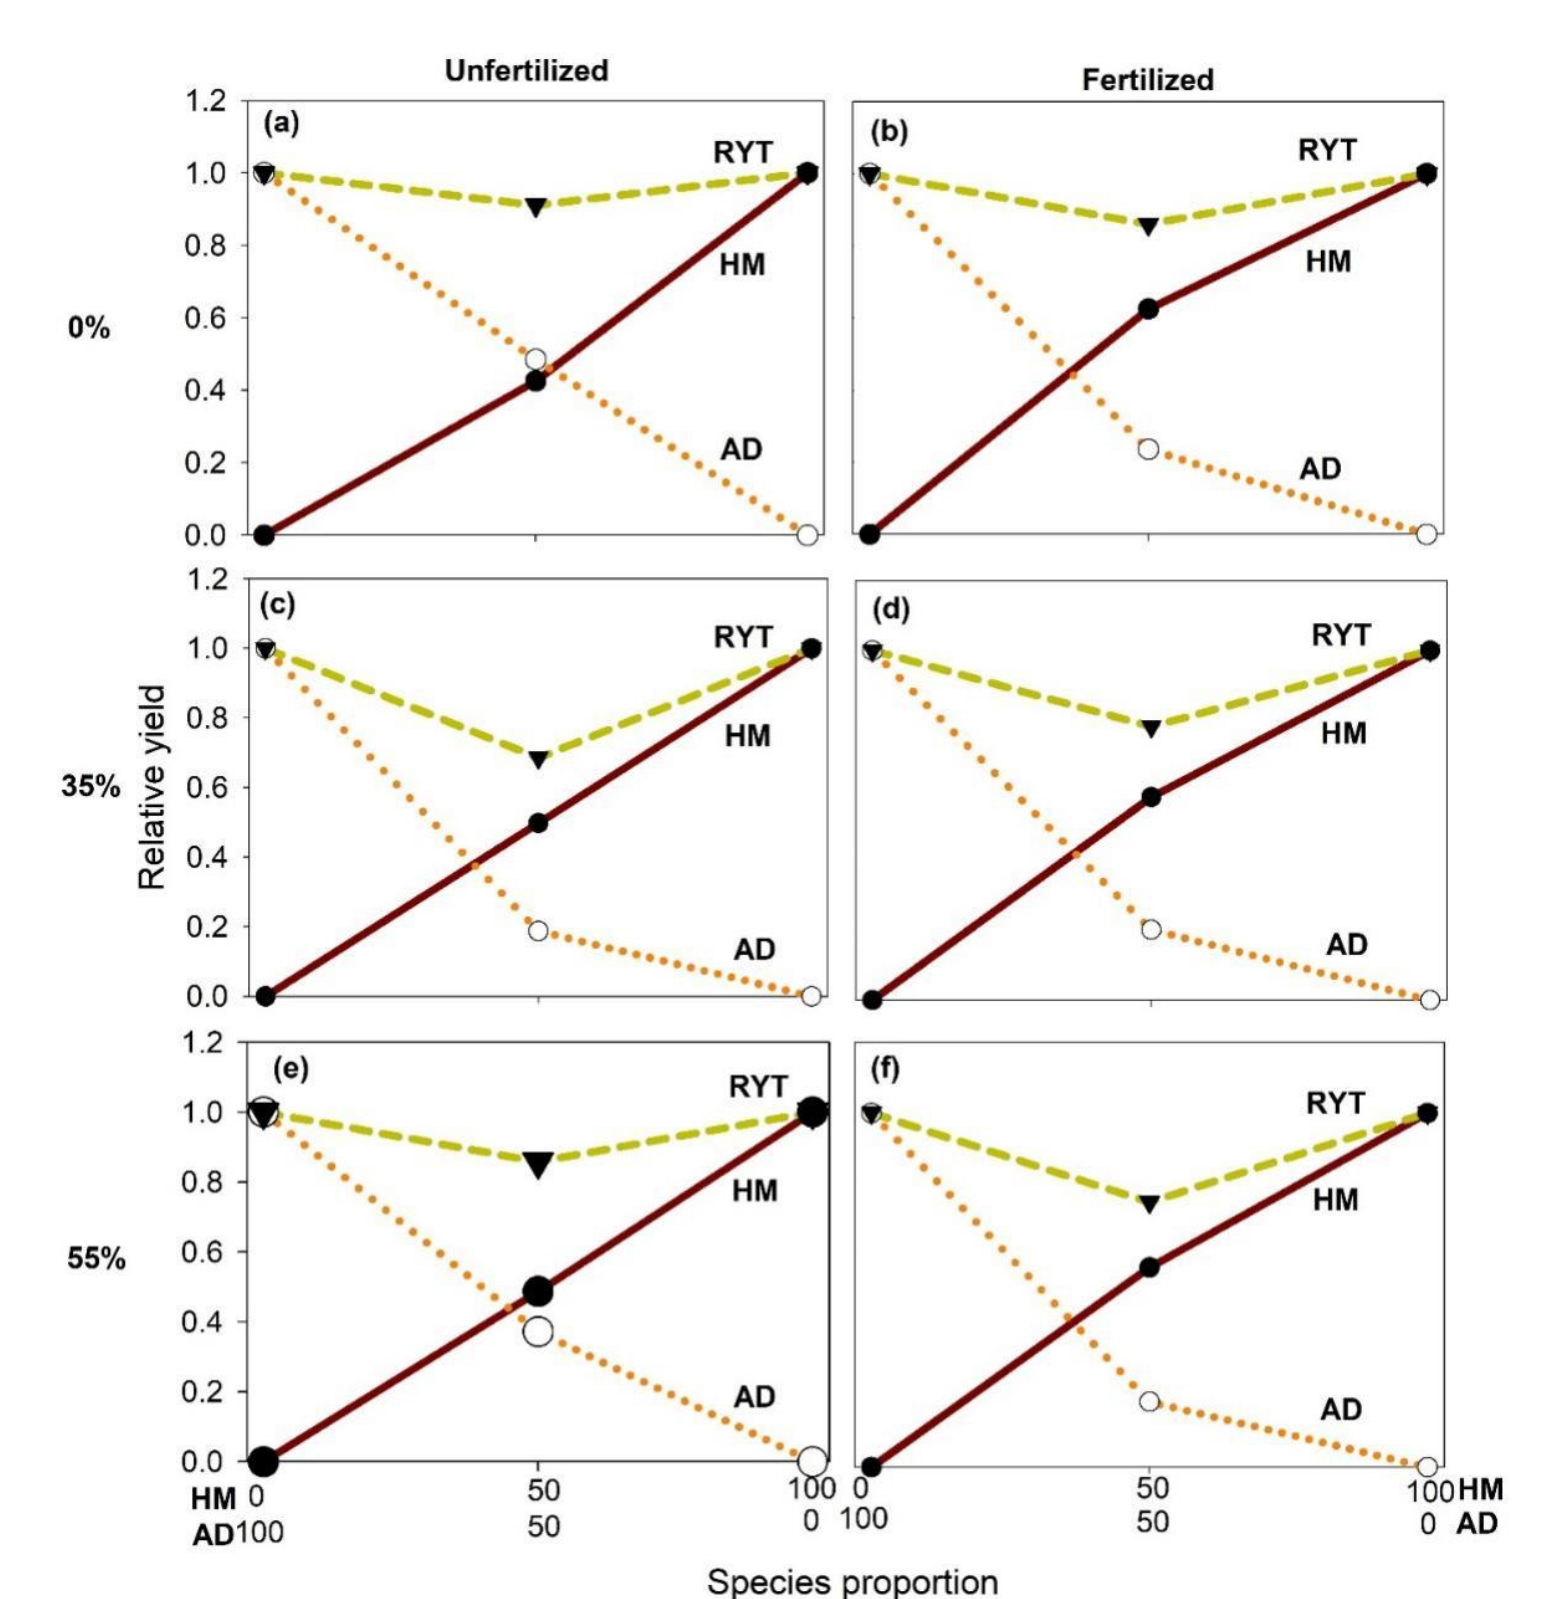 Unfertilized
Fertilized
1.2
(a)
(b)
RYT
RYT
1.0
0.8
HM
HM
0%
0.6
0.4
AD
AD
0.2
0.0
1.2
(c)
(d)
RYT
RYT
1.0
0.8
HM
HM
35%
Relative yield
0.6
0.4
0.2
AD
AD
0.0
1.2
(e)
(f)
RYT
RYT
1.0
0.8
HM
HM
55%
0.6
0.4
AD
AD
0.2
0.0
HM 0 50 100 0 50 100 HM
AD 100 50 0 100 50 0 AD
Species proportion